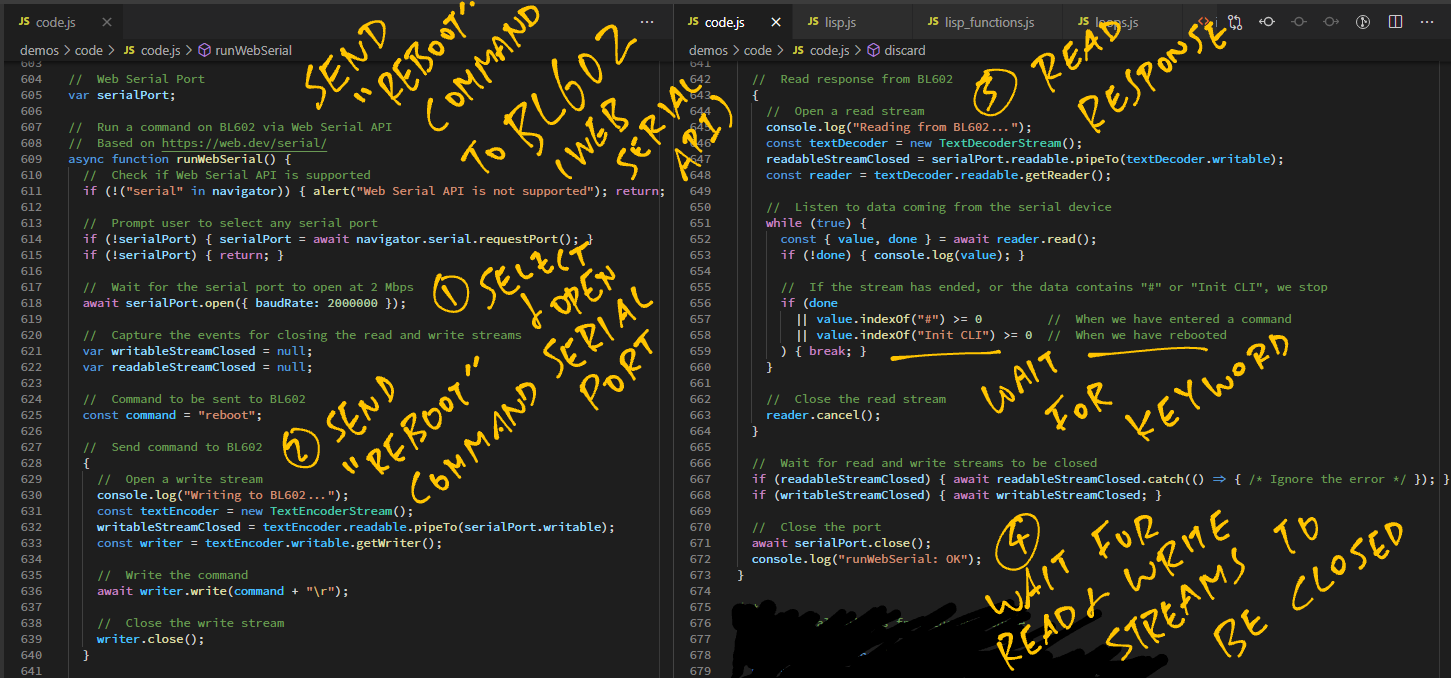 JS code.js ×
demos > code > JS code.js > runWebSerial
603
604 //  Web Serial Port
605 var serialPort;
606
607 //  Run a command on BL602 via Web Serial API
608 //  Based on https://web.dev/serial/
609 async function runWebSerial() {
610 //  Check if Web Serial API is supported
611 if (!("serial" in navigator)) { alert("Web Serial API is not supported"); return;
612
613 //  Prompt user to select any serial port
614 if (!serialPort) { serialPort = await navigator.serial.requestPort(); }
615 if (!serialPort) { return; }
616
617 //  Wait for the serial port to open at 2 Mbps
618 await serialPort.open({ baudRate: 2000000 });
619
620 //  Capture the events for closing the read and write streams
621 var writableStreamClosed = null;
622 var readableStreamClosed = null;
623
624 //  Command to be sent to BL602
625 const command = "reboot";
626
627 //  Send command to BL602
628 {
629 //  Open a write stream
630 console.log("Writing to BL602...");
631 const textEncoder = new TextEncoderStream();
632 writableStreamClosed = textEncoder.readable.pipeTo(serialPort.writable);
633 const writer = textEncoder.writable.getWriter();
634
635 //  Write the command
636 await writer.write(command + "\r");
637
638 //  Close the write stream
639 writer.close();
640 }
641
SEND
"REBOOT"
COMMAND
TO BL602
(WEB
SERIAL
API)
1 SELECT
& OPEN
SERIAL
PORT
2 SEND
"REBOOT"
COMMAND
JS code.js × JS lisp.js JS lisp_functions.js JS loops.js
demos > code > JS code.js > discard
641
642 //  Read response from BL602
643 {
644 //  Open a read stream
645 console.log("Reading from BL602...");
646 const textDecoder = new TextDecoderStream();
647 readableStreamClosed = serialPort.readable.pipeTo(textDecoder.writable);
648 const reader = textDecoder.readable.getReader();
649
650 //  Listen to data coming from the serial device
651 while (true) {
652 const { value, done } = await reader.read();
653 if (!done) { console.log(value); }
654
655 //  If the stream has ended, or the data contains "#" or "Init CLI", we stop
656 if (done
657 || value.indexOf("#") >= 0 //  When we have entered a command
658 || value.indexOf("Init CLI") >= 0 //  When we have rebooted
659 ) { break; }
660 }
661
662 //  Close the read stream
663 reader.cancel();
664 }
665
666 //  Wait for read and write streams to be closed
667 if (readableStreamClosed) { await readableStreamClosed.catch(() => { /* Ignore the error */ }); }
668 if (writableStreamClosed) { await writableStreamClosed; }
669
670 //  Close the port
671 await serialPort.close();
672 console.log("runWebSerial: OK");
673 }
674
675
676
677
678
679
3 READ
RESPONSE
WAIT
FOR
KEYWORD
4 WAIT FOR
READ & WRITE
STREAMS TO
BE CLOSED